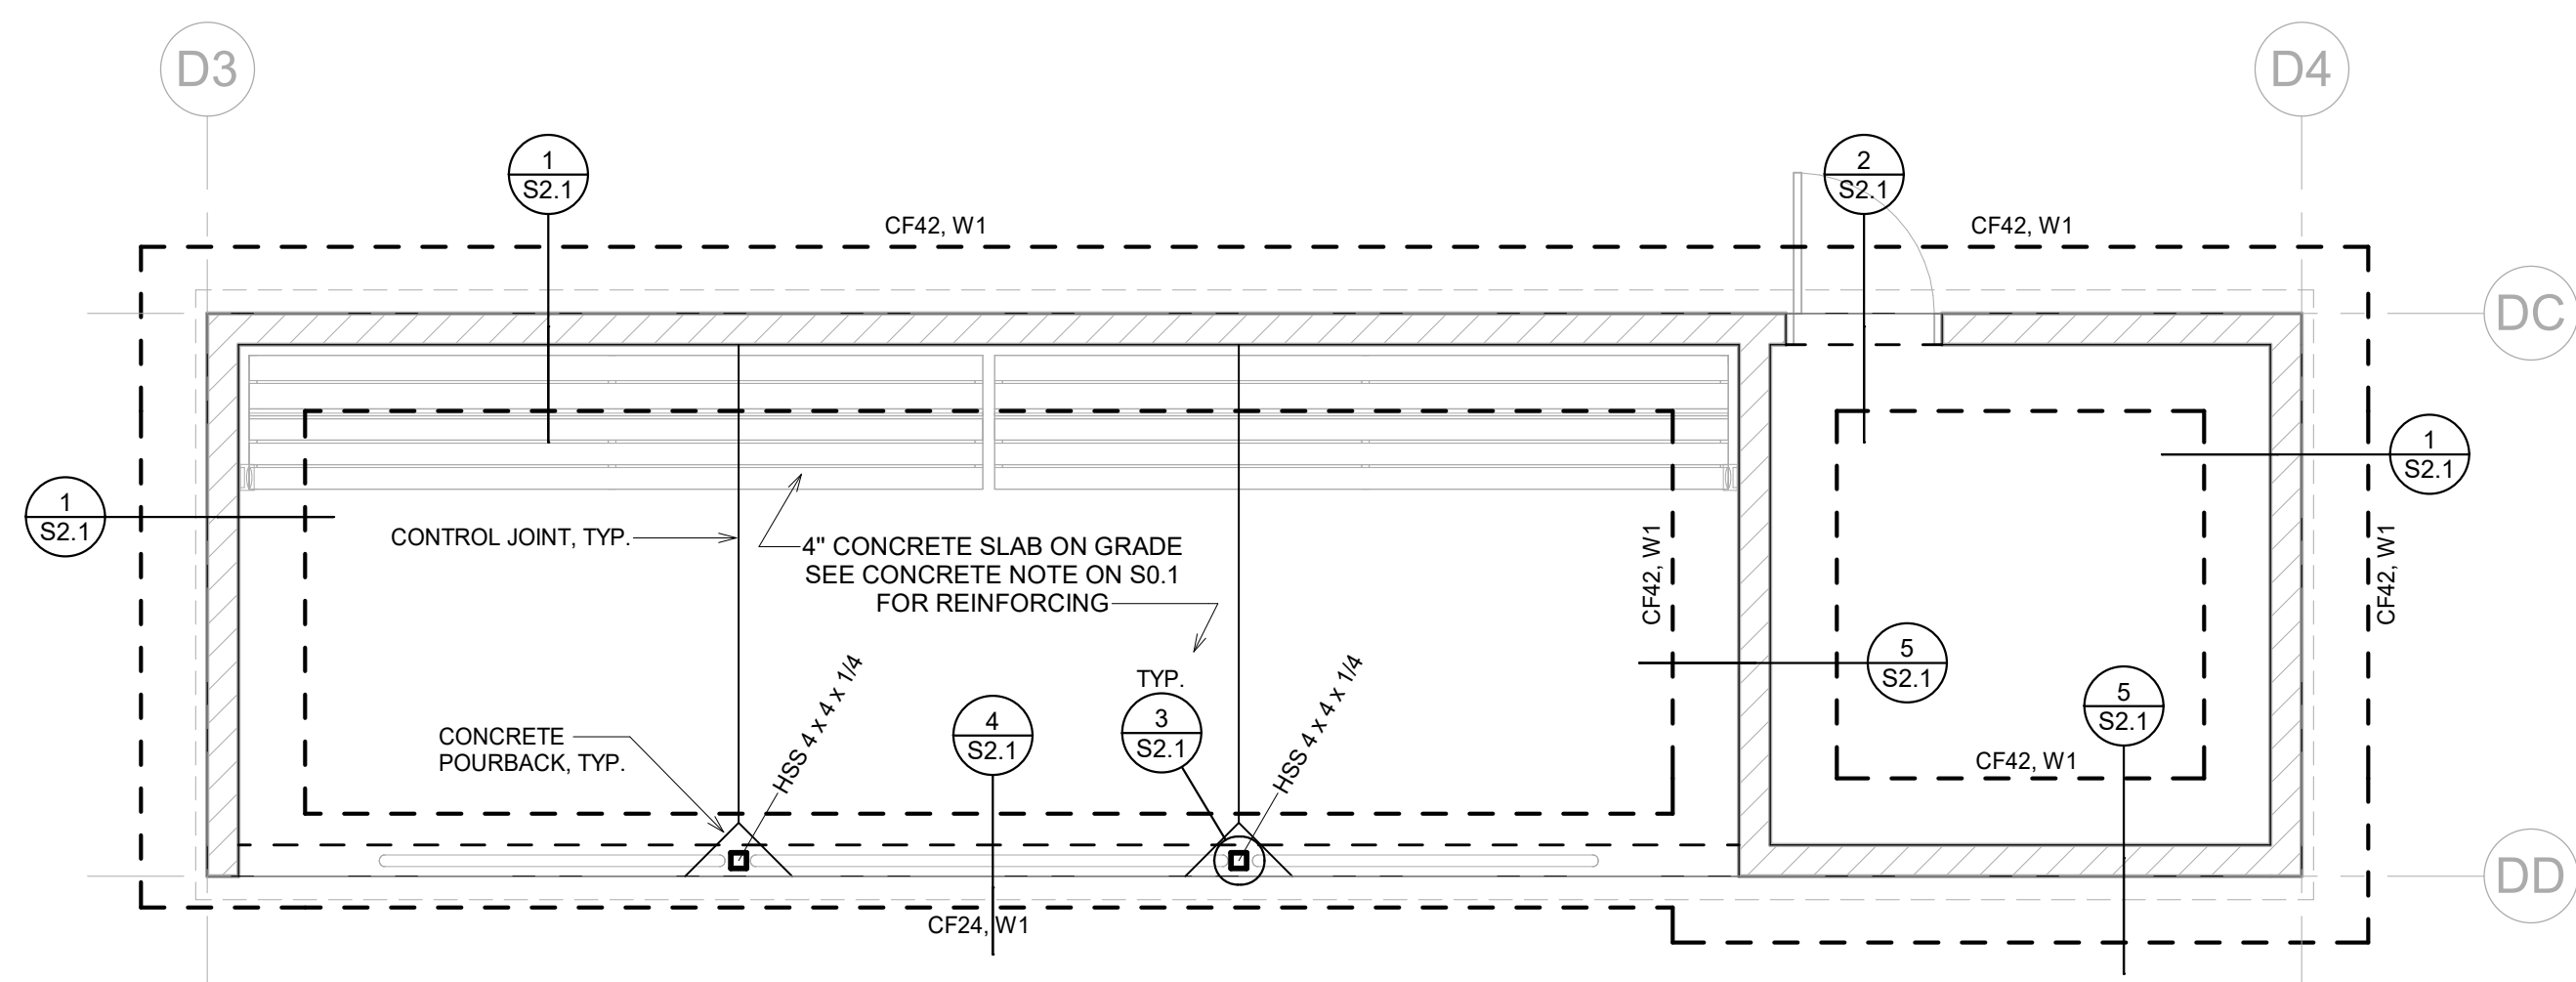 D3
D4
1
S2.1
2
S2.1
CF42, W1
CF42, W1
DC
1
S2.1
1
S2.1
CONTROL JOINT, TYP.
4" CONCRETE SLAB ON GRADE
SEE CONCRETE NOTE ON S0.1
FOR REINFORCING
CF42, W1
CF42, W1
HSS 4 x 4 x 1/4
TYP.
3
S2.1
HSS 4 x 4 x 1/4
5
S2.1
5
S2.1
4
S2.1
CONCRETE
POURBACK, TYP.
CF42, W1
DD
CF24, W1